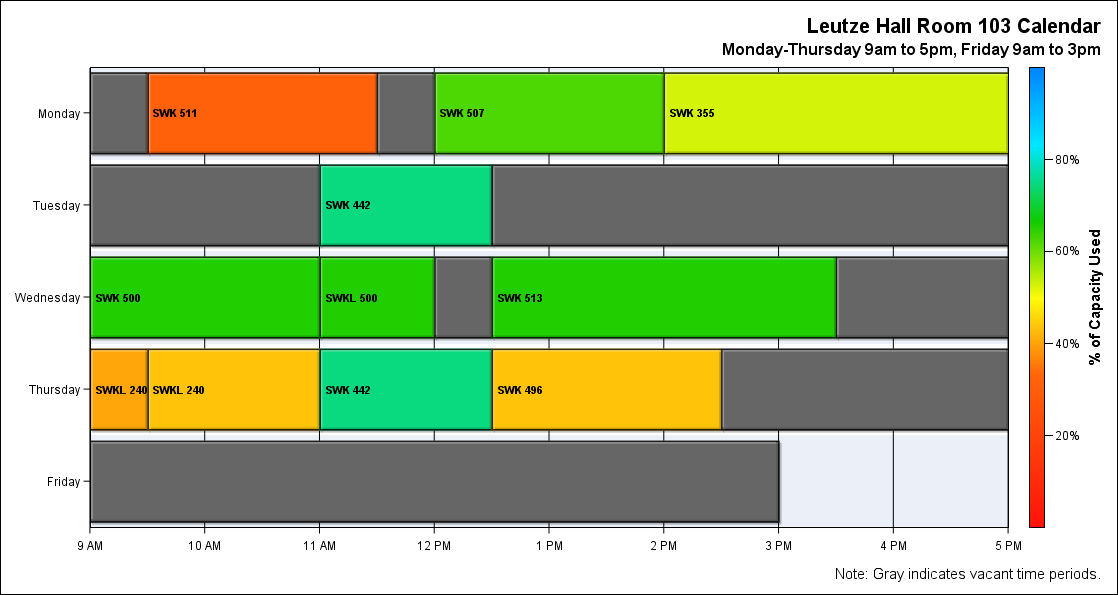 Leutze Hall Room 103 Calendar
Monday-Thursday 9am to 5pm, Friday 9am to 3pm
Monday
SWK 511
SWK 507
SWK 355
Tuesday
SWK 442
Wednesday
SWK 500
SWKL 500
SWK 513
Thursday
SWKL 240
SWKL 240
SWK 442
SWK 496
Friday
9 AM
10 AM
11 AM
12 PM
1 PM
2 PM
3 PM
4 PM
5 PM
80%
60%
40%
20%
% of Capacity Used
Note: Gray indicates vacant time periods.